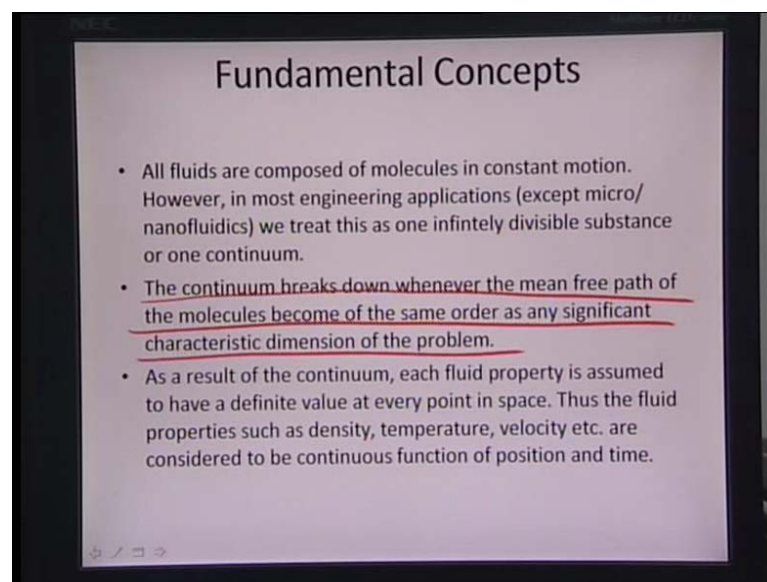 NEC
Fundamental Concepts
• All fluids are composed of molecules in constant motion.
However, in most engineering applications (except micro/
nanofluidics) we treat this as one infintely divisible substance
or one continuum.
• The continuum breaks down whenever the mean free path of
the molecules become of the same order as any significant
characteristic dimension of the problem.
• As a result of the continuum, each fluid property is assumed
to have a definite value at every point in space. Thus the fluid
properties such as density, temperature, velocity etc. are
considered to be continuous function of position and time.